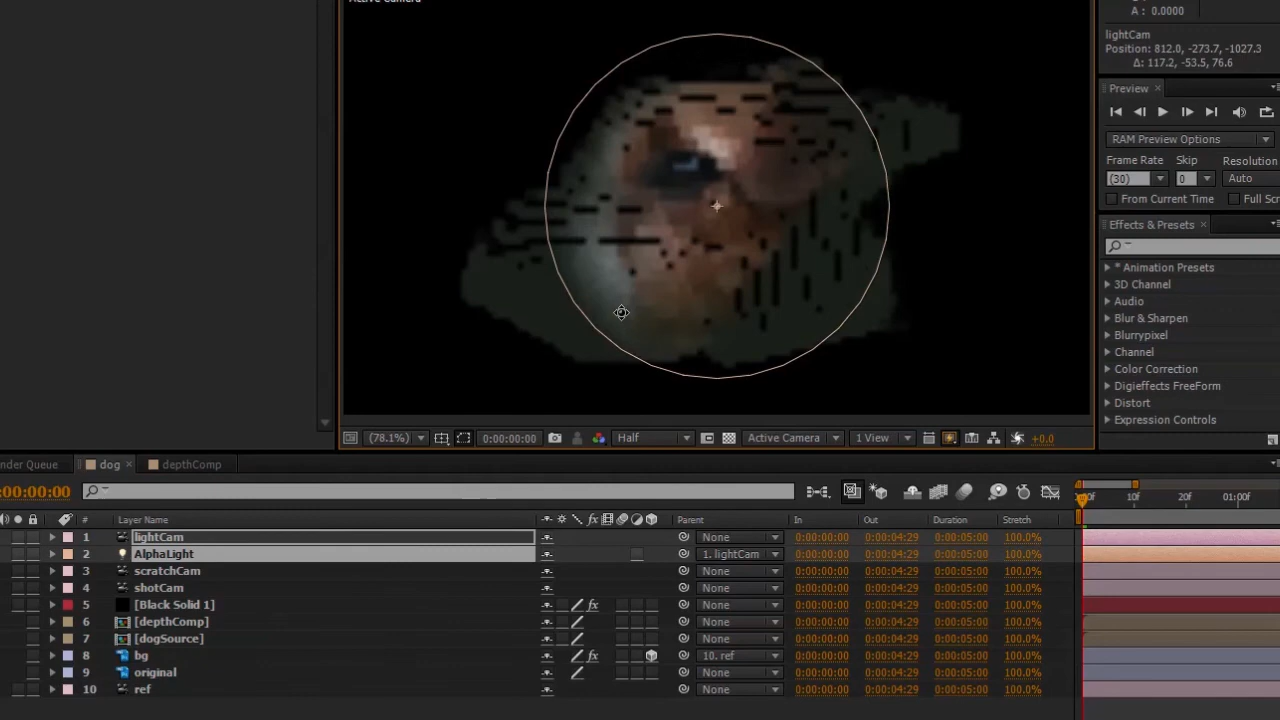 Active Camera
A : 0.0000
lightCam
Position: 812.0, -273.7, -1027.3
Δ: 117.2, -53.5, 76.6
Preview ×
RAM Preview Options
Frame Rate Skip Resolution
(30) 0 Auto
From Current Time Full Scr
Effects & Presets ×
* Animation Presets
3D Channel
Audio
Blur & Sharpen
Blurrypixel
Channel
Color Correction
Digieffects FreeForm
Distort
Expression Controls
(78.1%) 0:00:00:00 Half Active Camera 1 View +0.0
nder Queue dog × depthComp
:00:00:00
:00f 10f 20f 01:00f
# Layer Name fx Parent In Out Duration Stretch
1 lightCam None 0:00:00:00 0:00:04:29 0:00:05:00 100.0%
2 AlphaLight 1. lightCam 0:00:00:00 0:00:04:29 0:00:05:00 100.0%
3 scratchCam None 0:00:00:00 0:00:04:29 0:00:05:00 100.0%
4 shotCam None 0:00:00:00 0:00:04:29 0:00:05:00 100.0%
5 [Black Solid 1] fx None 0:00:00:00 0:00:04:29 0:00:05:00 100.0%
6 [depthComp] None 0:00:00:00 0:00:04:29 0:00:05:00 100.0%
7 [dogSource] None 0:00:00:00 0:00:04:29 0:00:05:00 100.0%
8 bg fx 10. ref 0:00:00:00 0:00:04:29 0:00:05:00 100.0%
9 original None 0:00:00:00 0:00:04:29 0:00:05:00 100.0%
10 ref None 0:00:00:00 0:00:04:29 0:00:05:00 100.0%